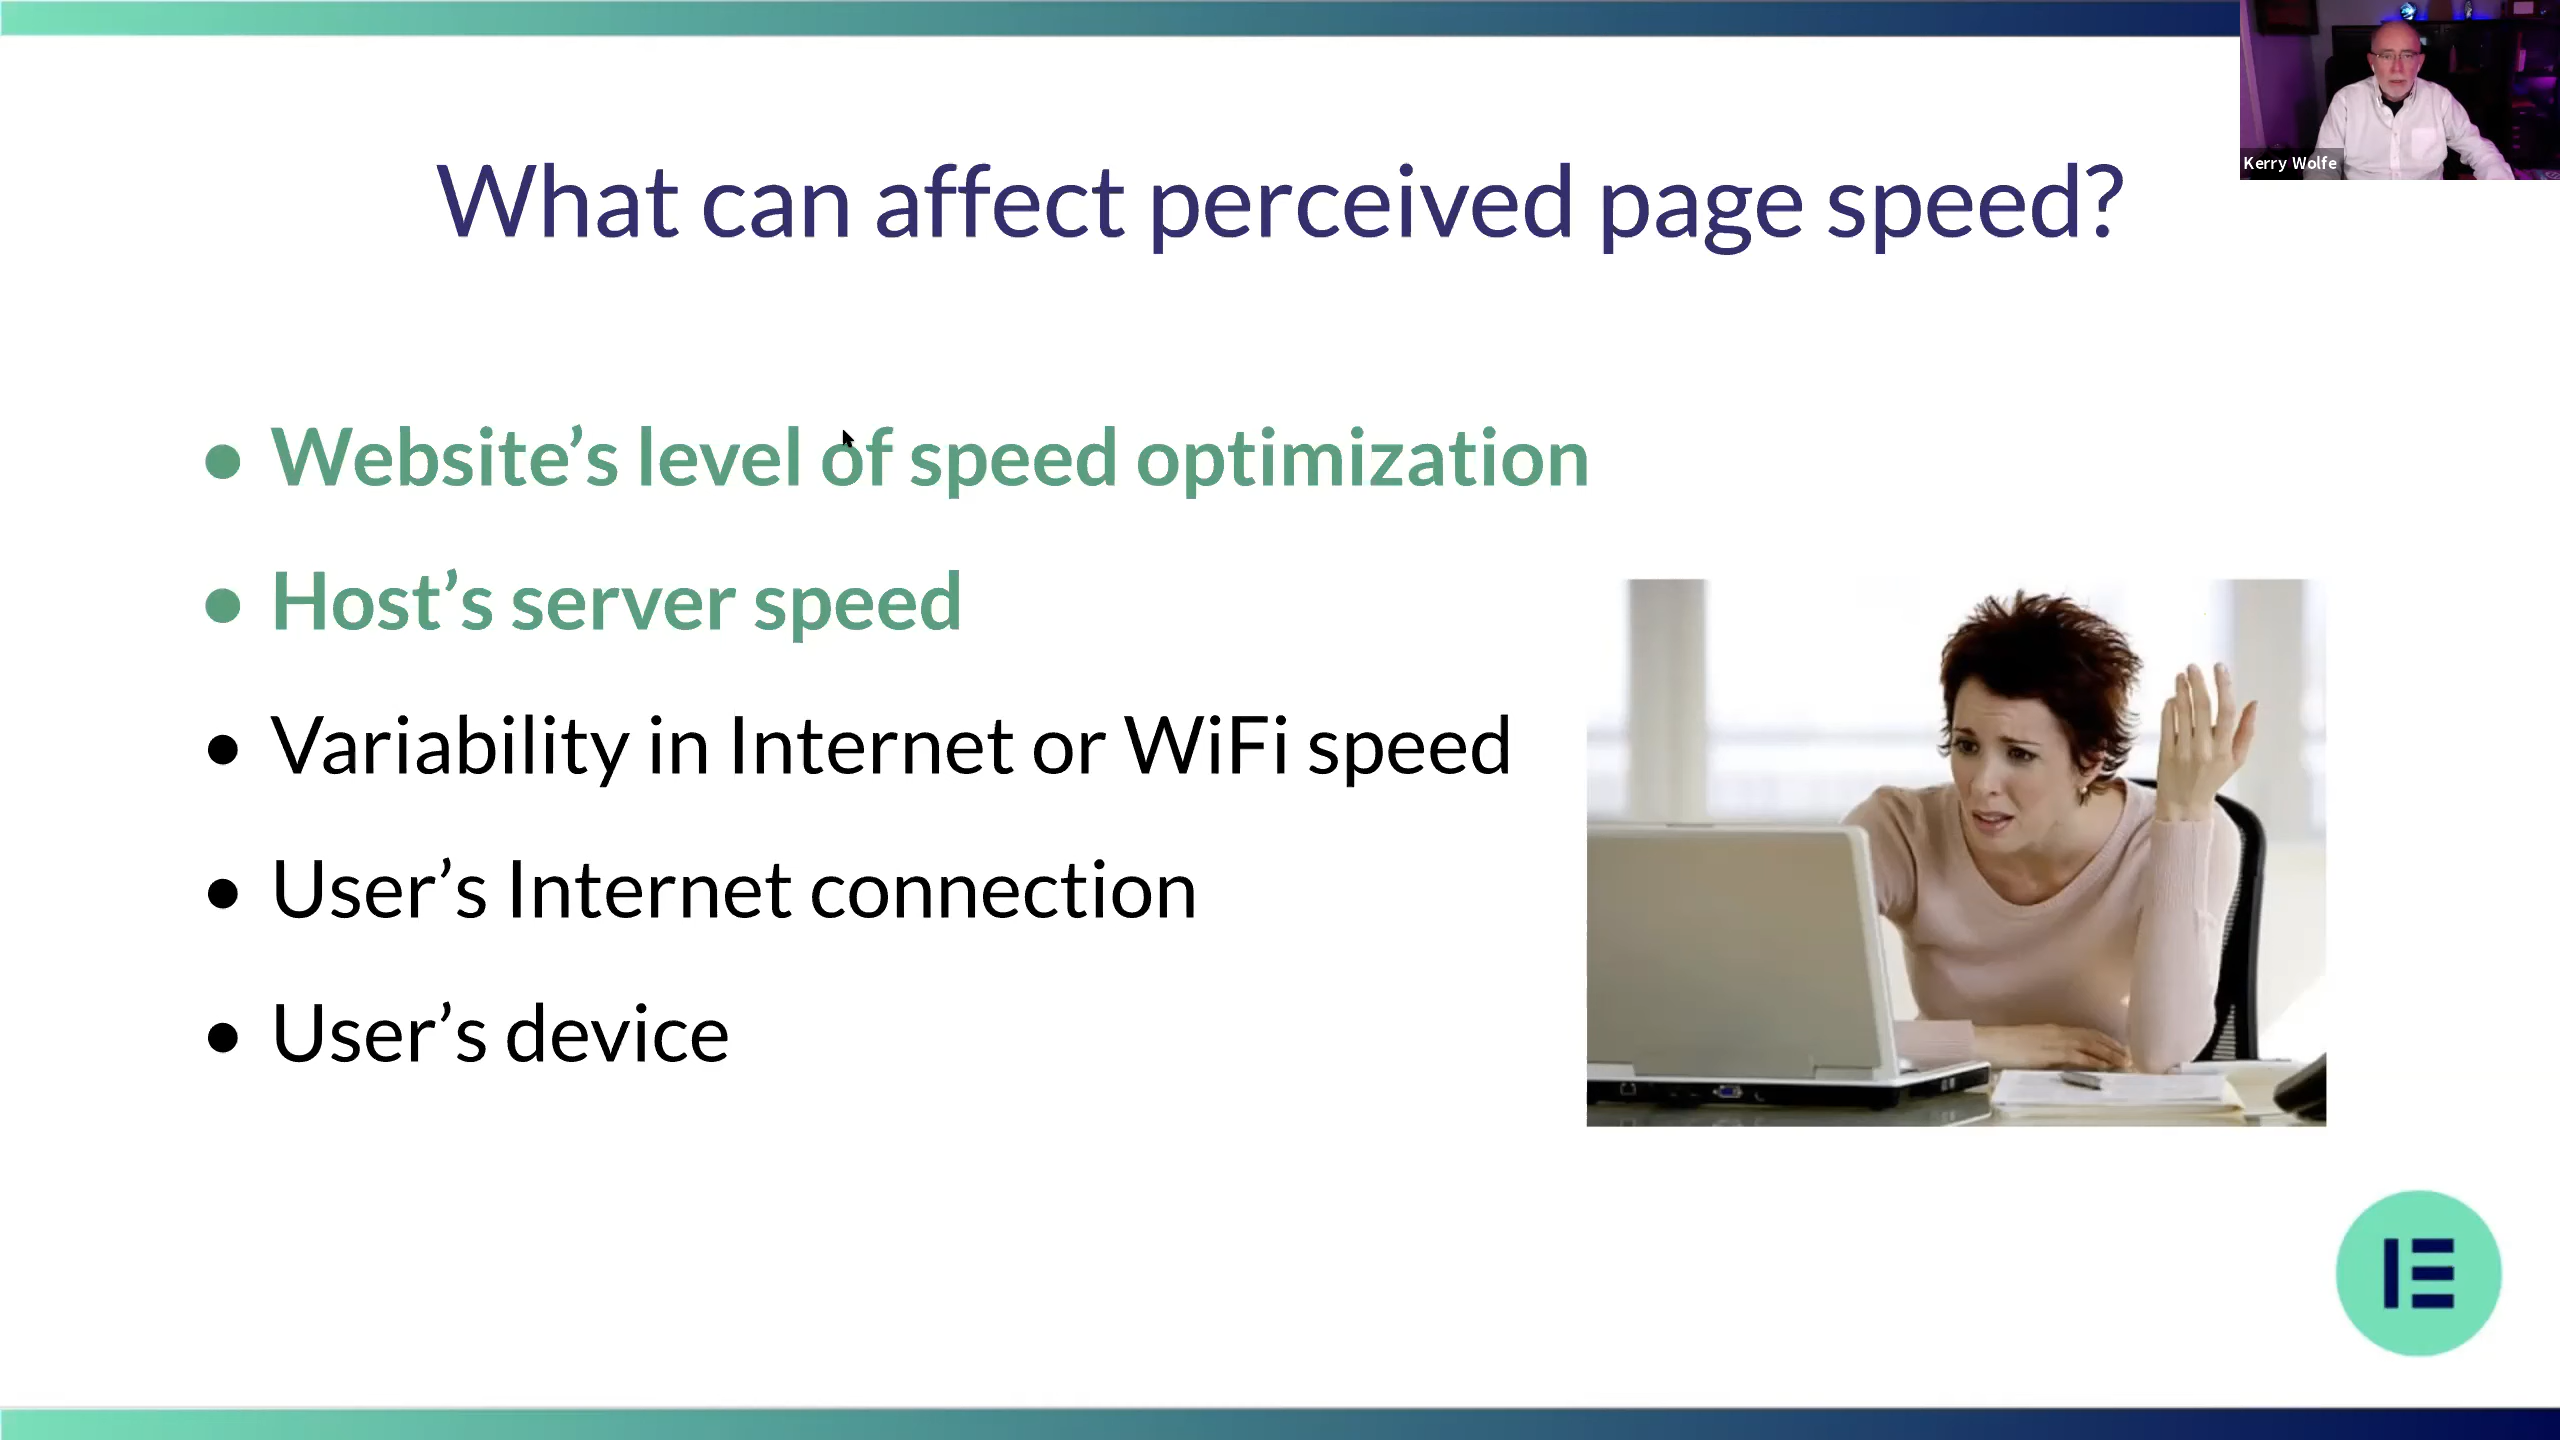 What can affect perceived page speed?
Kerry Wolfe
• Website’s level of speed optimization
• Host’s server speed
• Variability in Internet or WiFi speed
• User’s Internet connection
• User’s device